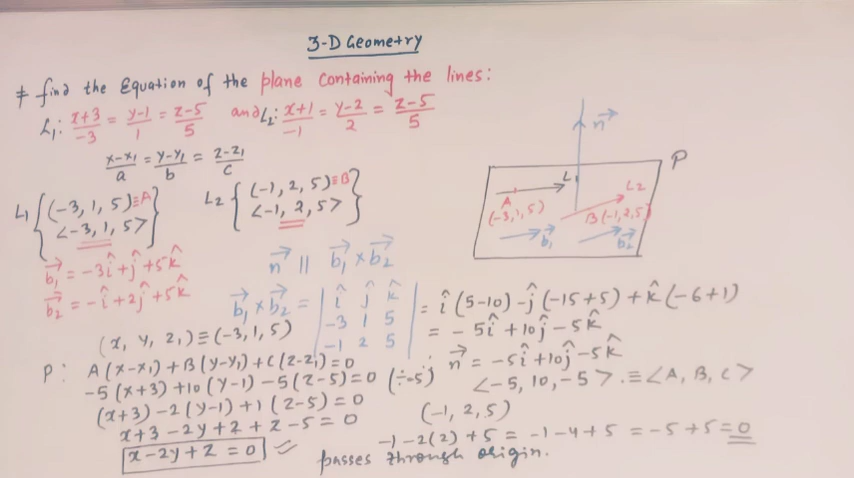 3-D Geometry
# find the Equation of the plane containing the lines:
L₁: (x+3)/-3 = (y-1)/1 = (z-5)/5 and L₂: (x+1)/-1 = (y-2)/2 = (z-5)/5
(x-x₁)/a = (y-y₁)/b = (z-z₁)/c
L₁ { (-3, 1, 5) ≡ A
<-3, 1, 5> }
L₂ { (-1, 2, 5) ≡ B
<-1, 2, 5> }
P
n→
L₁
L₂
A
(-3,1,5)
B(-1,2,5)
b₁→
b₂→
b₁→ = -3î + ĵ + 5k̂
b₂→ = -î + 2ĵ + 5k̂
n→ || b₁→ × b₂→
b₁→ × b₂→ = | î ĵ k̂ |
| -3 1 5 |
| -1 2 5 |
= î(5-10) - ĵ(-15+5) + k̂(-6+1)
= -5î + 10ĵ - 5k̂
n→ = -5î + 10ĵ - 5k̂
<-5, 10, -5> ≡ <A, B, C>
(x₁ y₁ z₁) ≡ (-3, 1, 5)
P: A(x-x₁) + B(y-y₁) + C(z-z₁) = 0
-5(x+3) + 10(y-1) - 5(z-5) = 0 (÷-5)
(x+3) - 2(y-1) + 1(z-5) = 0
x+3 - 2y + 2 + z - 5 = 0
x - 2y + z = 0
(-1, 2, 5)
-1 - 2(2) + 5 = -1 - 4 + 5 = -5 + 5 = 0
passes through origin.